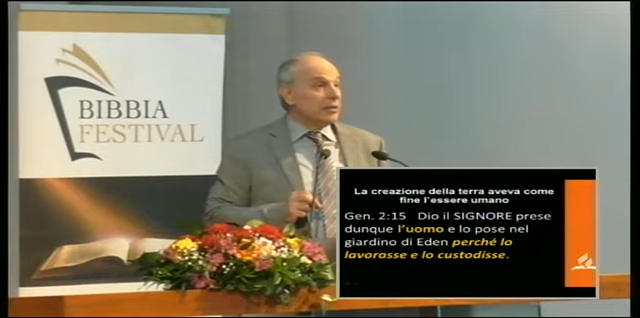 BIBBIA
FESTIVAL
La creazione della terra aveva come
fine l'essere umano
Gen. 2:15 Dio il SIGNORE prese
dunque l'uomo e lo pose nel
giardino di Eden perché lo
lavorasse e lo custodisse.